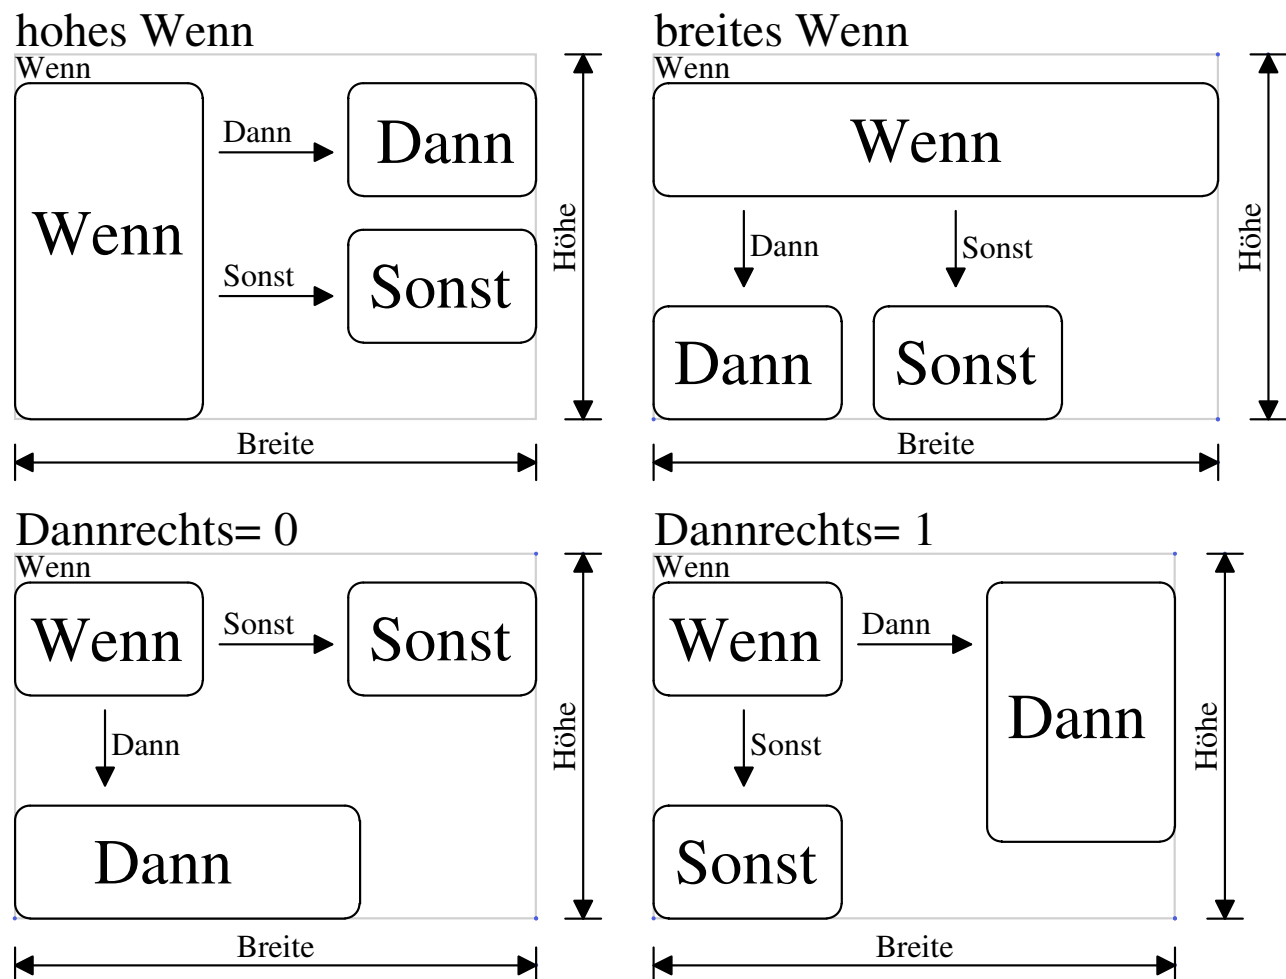 hohes Wenn
Wenn
Wenn
Dann
Dann
Sonst
Sonst
Höhe
Breite
breites Wenn
Wenn
Wenn
Dann
Sonst
Dann
Sonst
Höhe
Breite
Dannrechts= 0
Wenn
Wenn
Sonst
Sonst
Dann
Dann
Höhe
Breite
Dannrechts= 1
Wenn
Wenn
Dann
Dann
Sonst
Sonst
Höhe
Breite